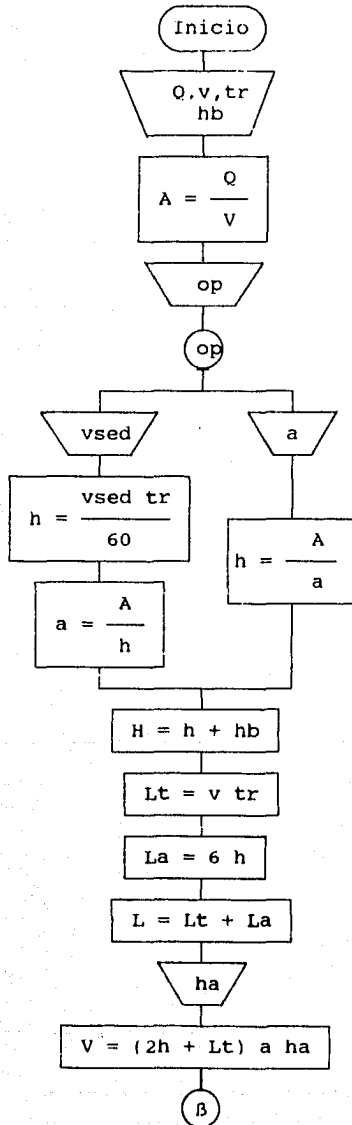 Inicio
Q.v,tr
hb
A = Q
V
op
op
vsed
a
h = vsed tr
60
h = A
a
a = A
h
H = h + hb
Lt = v tr
La = 6 h
L = Lt + La
ha
V = (2h + Lt) a ha
ß